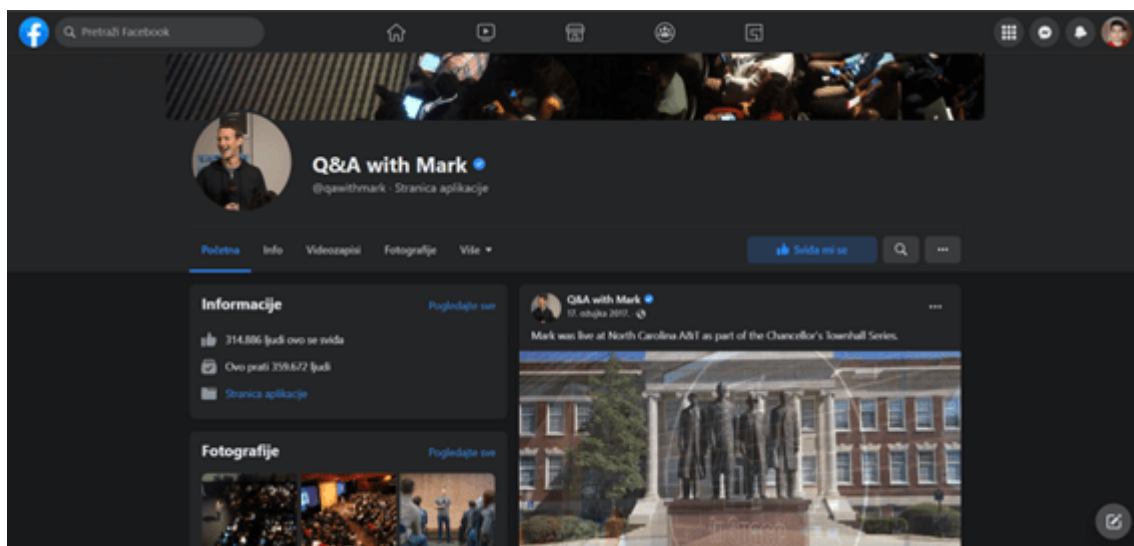 Pretraži Facebook
Q&A with Mark
@qawithmark · Stranica aplikacije
Početna Info Videozapisi Fotografije Više
Sviđa mi se
Informacije
Pogledajte sve
314.886 ljudi ovo se sviđa
Ovo prati 359.672 ljudi
Stranica aplikacije
Fotografije
Pogledajte sve
Q&A with Mark
17. ožujka 2017. ·
Mark was live at North Carolina A&T as part of the Chancellor's Townhall Series.